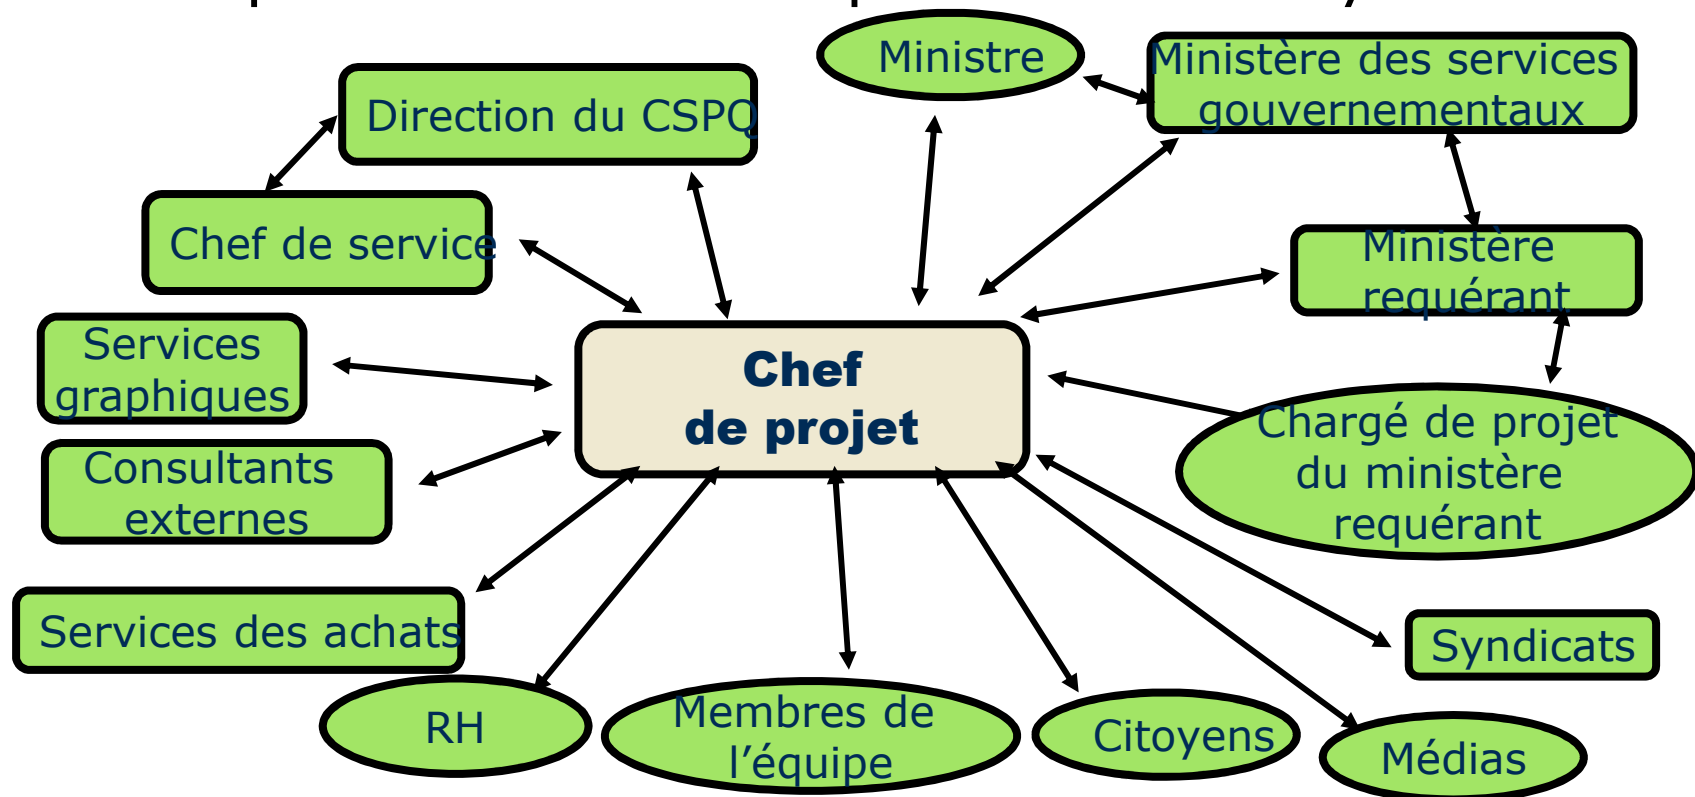 Ministre
Ministère des services
gouvernementaux
Direction du CSPQ
Chef de service
Ministère
requérant
Services
graphiques
Chef
de projet
Chargé de projet
du ministère
requérant
Consultants
externes
Services des achats
Syndicats
RH
Membres de
l’équipe
Citoyens
Médias